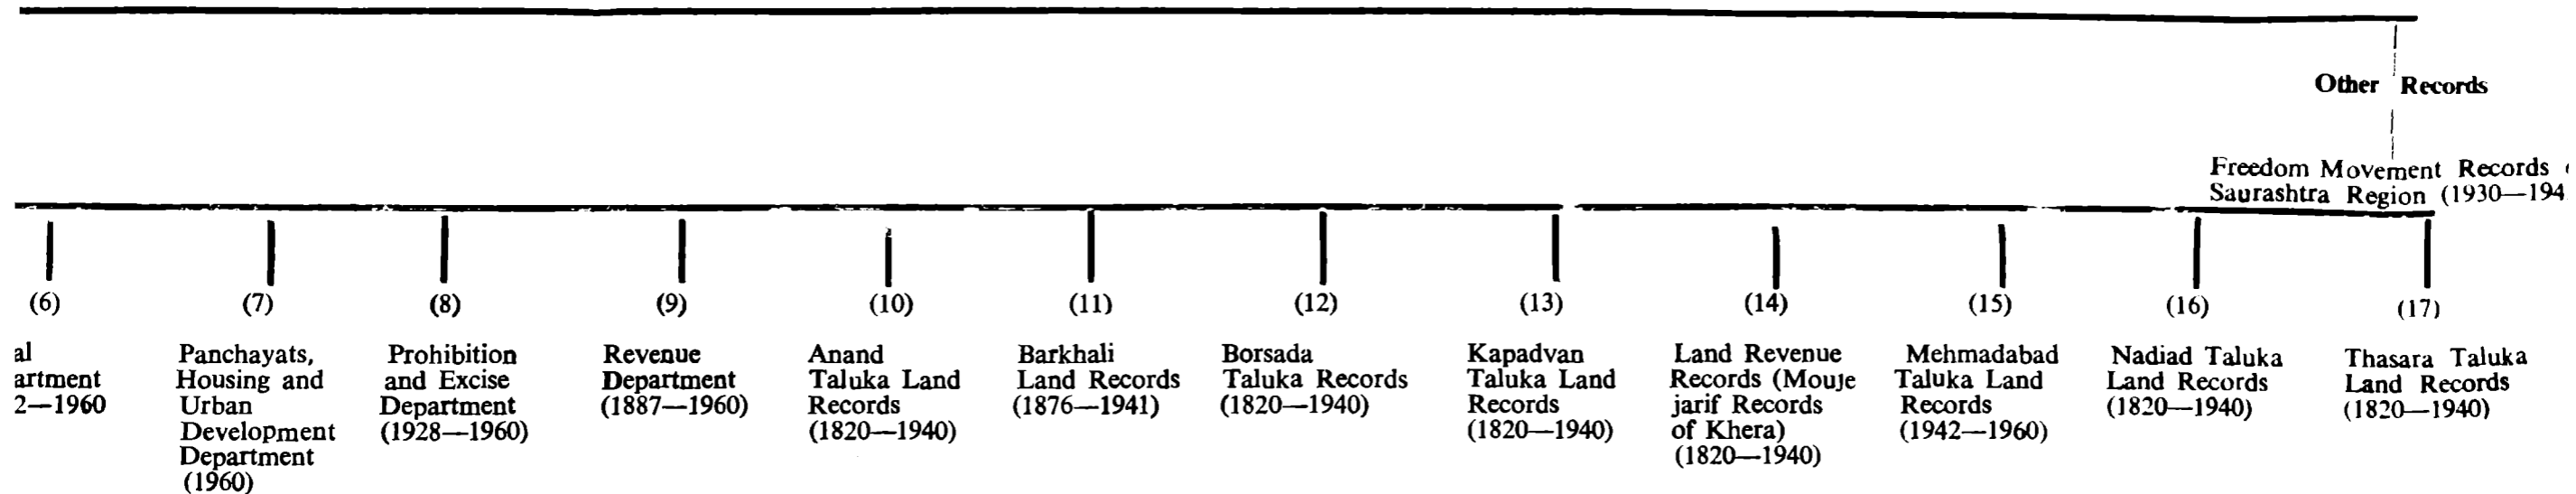 Other Records
Freedom Movement Records
Saurashtra Region (1930—194
(6)
al
artment
2—1960
(7)
Panchayats,
Housing and
Urban
Development
Department
(1960)
(8)
Prohibition
and Excise
Department
(1928—1960)
(9)
Revenue
Department
(1887—1960)
(10)
Anand
Taluka Land
Records
(1820—1940)
(11)
Barkhali
Land Records
(1876—1941)
(12)
Borsada
Taluka Records
(1820—1940)
(13)
Kapadvan
Taluka Land
Records
(1820—1940)
(14)
Land Revenue
Records (Mouje
jarif Records
of Khera)
(1820—1940)
(15)
Mehmadabad
Taluka Land
Records
(1942—1960)
(16)
Nadiad Taluka
Land Records
(1820—1940)
(17)
Thasara Taluka
Land Records
(1820—1940)